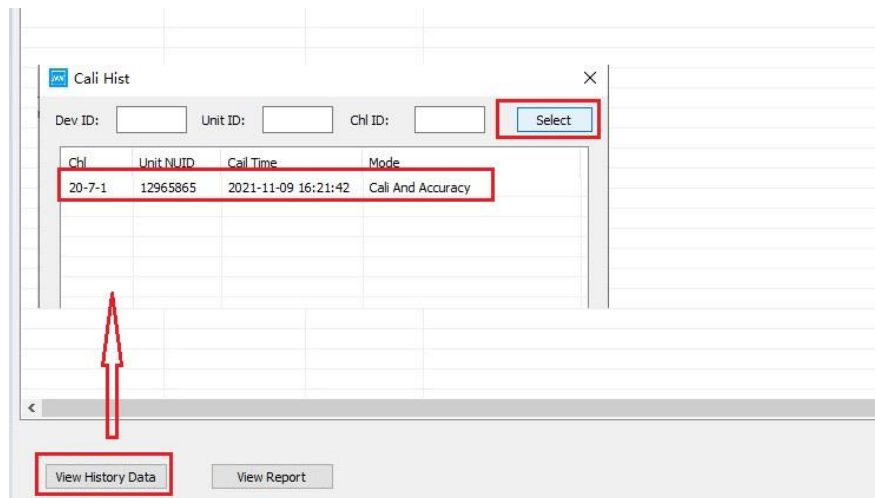 Cali Hist
Dev ID: Unit ID: Chl ID: Select
Chl Unit NUID Cail Time Mode
20-7-1 12965865 2021-11-09 16:21:42 Cali And Accuracy
View History Data View Report